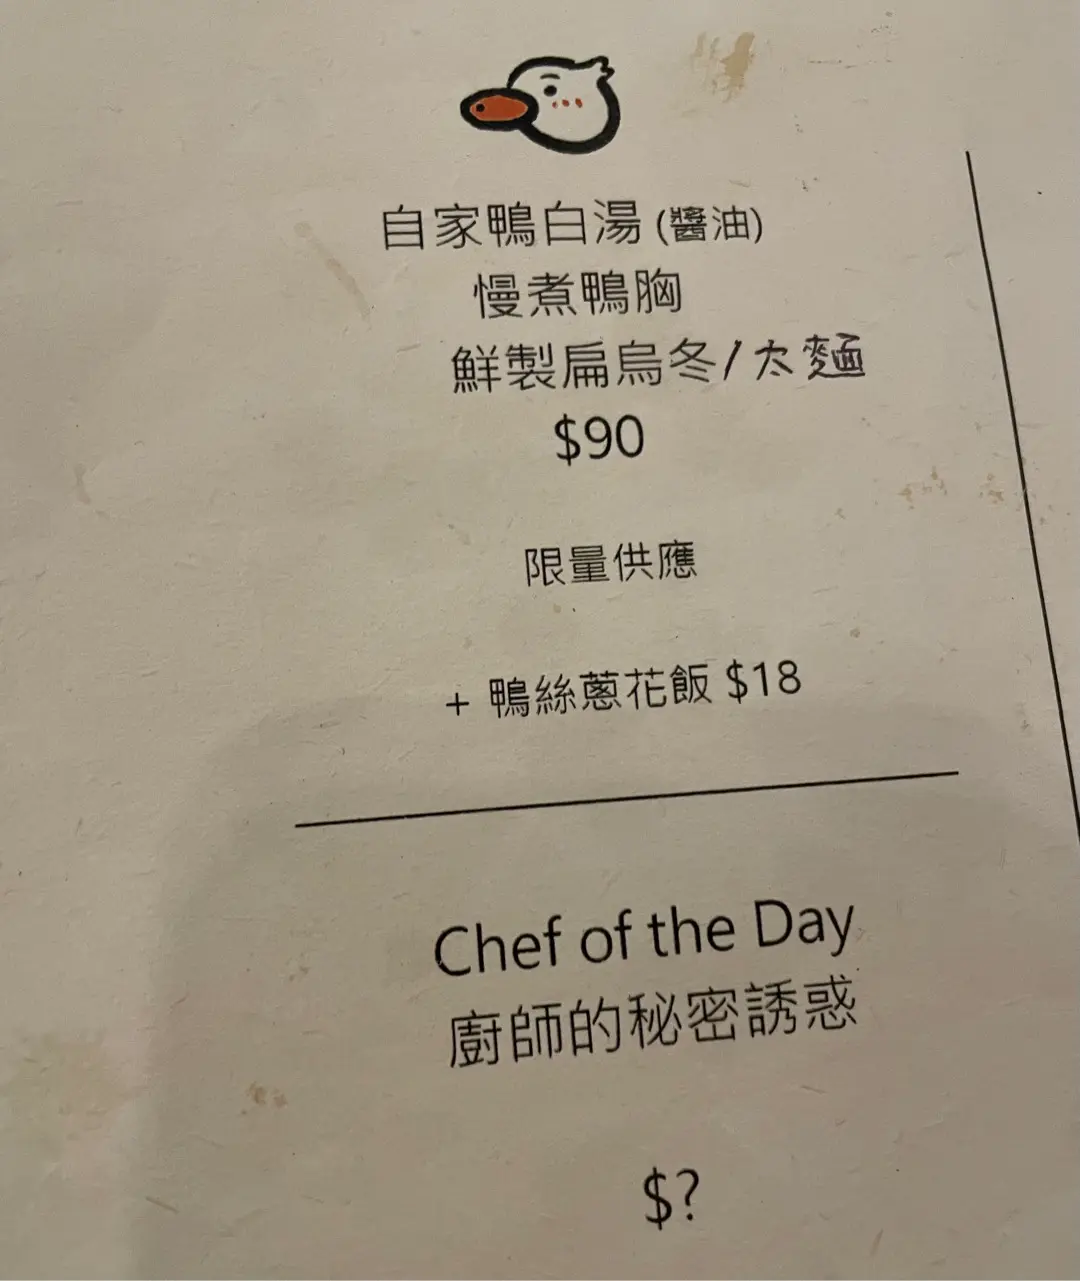 自家鴨白湯 (醬油)
慢煮鴨胸
鮮製扁烏冬/太麵
$90
限量供應
+ 鴨絲蔥花飯 $18
Chef of the Day
廚師的秘密誘惑
$?